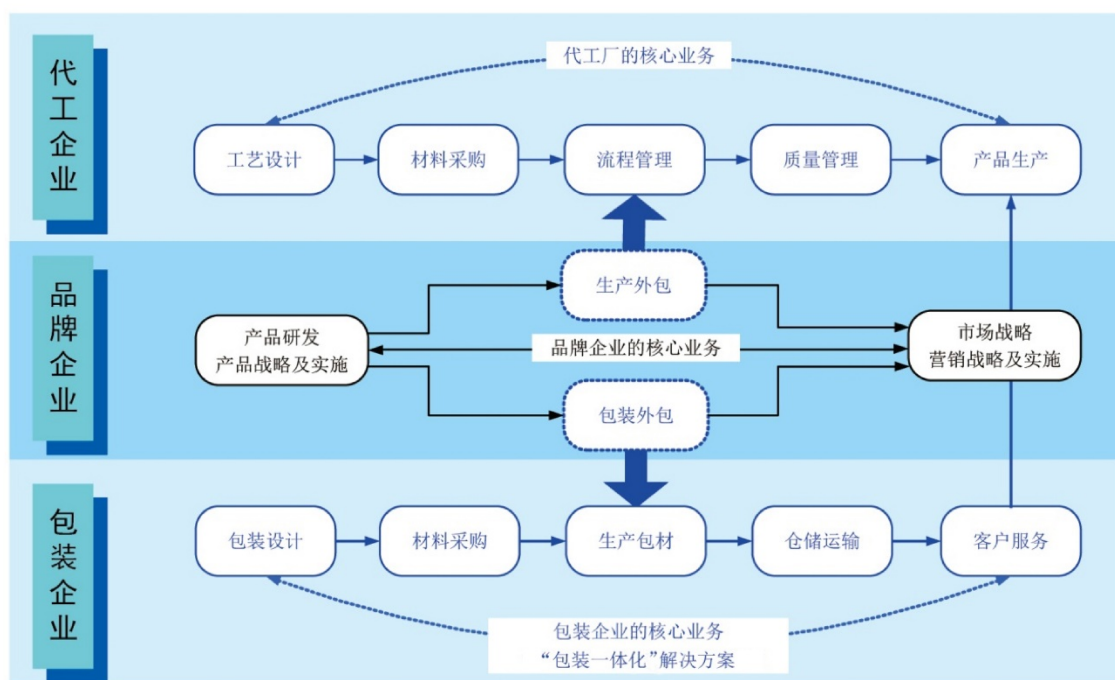 代工企业
代工厂的核心业务
工艺设计
材料采购
流程管理
质量管理
产品生产
品牌企业
生产外包
产品研发
产品战略及实施
品牌企业的核心业务
市场战略
营销战略及实施
包装外包
包装企业
包装设计
材料采购
生产包材
仓储运输
客户服务
包装企业的核心业务
“包装一体化”解决方案